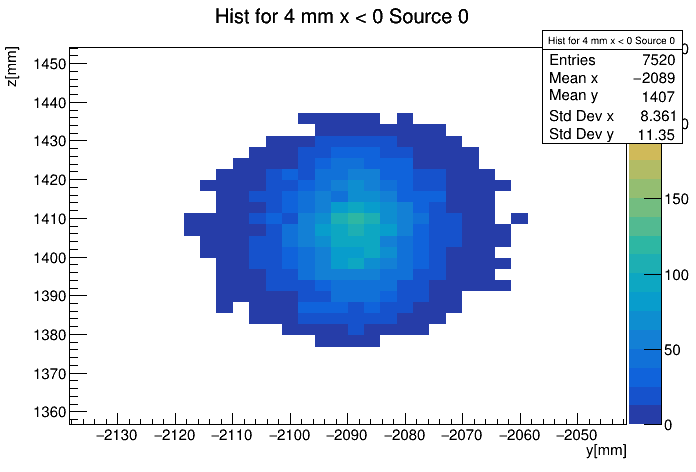 Hist for 4 mm x < 0 Source 0
Hist for 4 mm x < 0 Source 0
Entries 7520
Mean x −2089
Mean y 1407
Std Dev x 8.361
Std Dev y 11.35
z[mm]
1450
1440
1430
1420
1410
1400
1390
1380
1370
1360
−2130 −2120 −2110 −2100 −2090 −2080 −2070 −2060 −2050
y[mm]
0
0
150
100
50
0